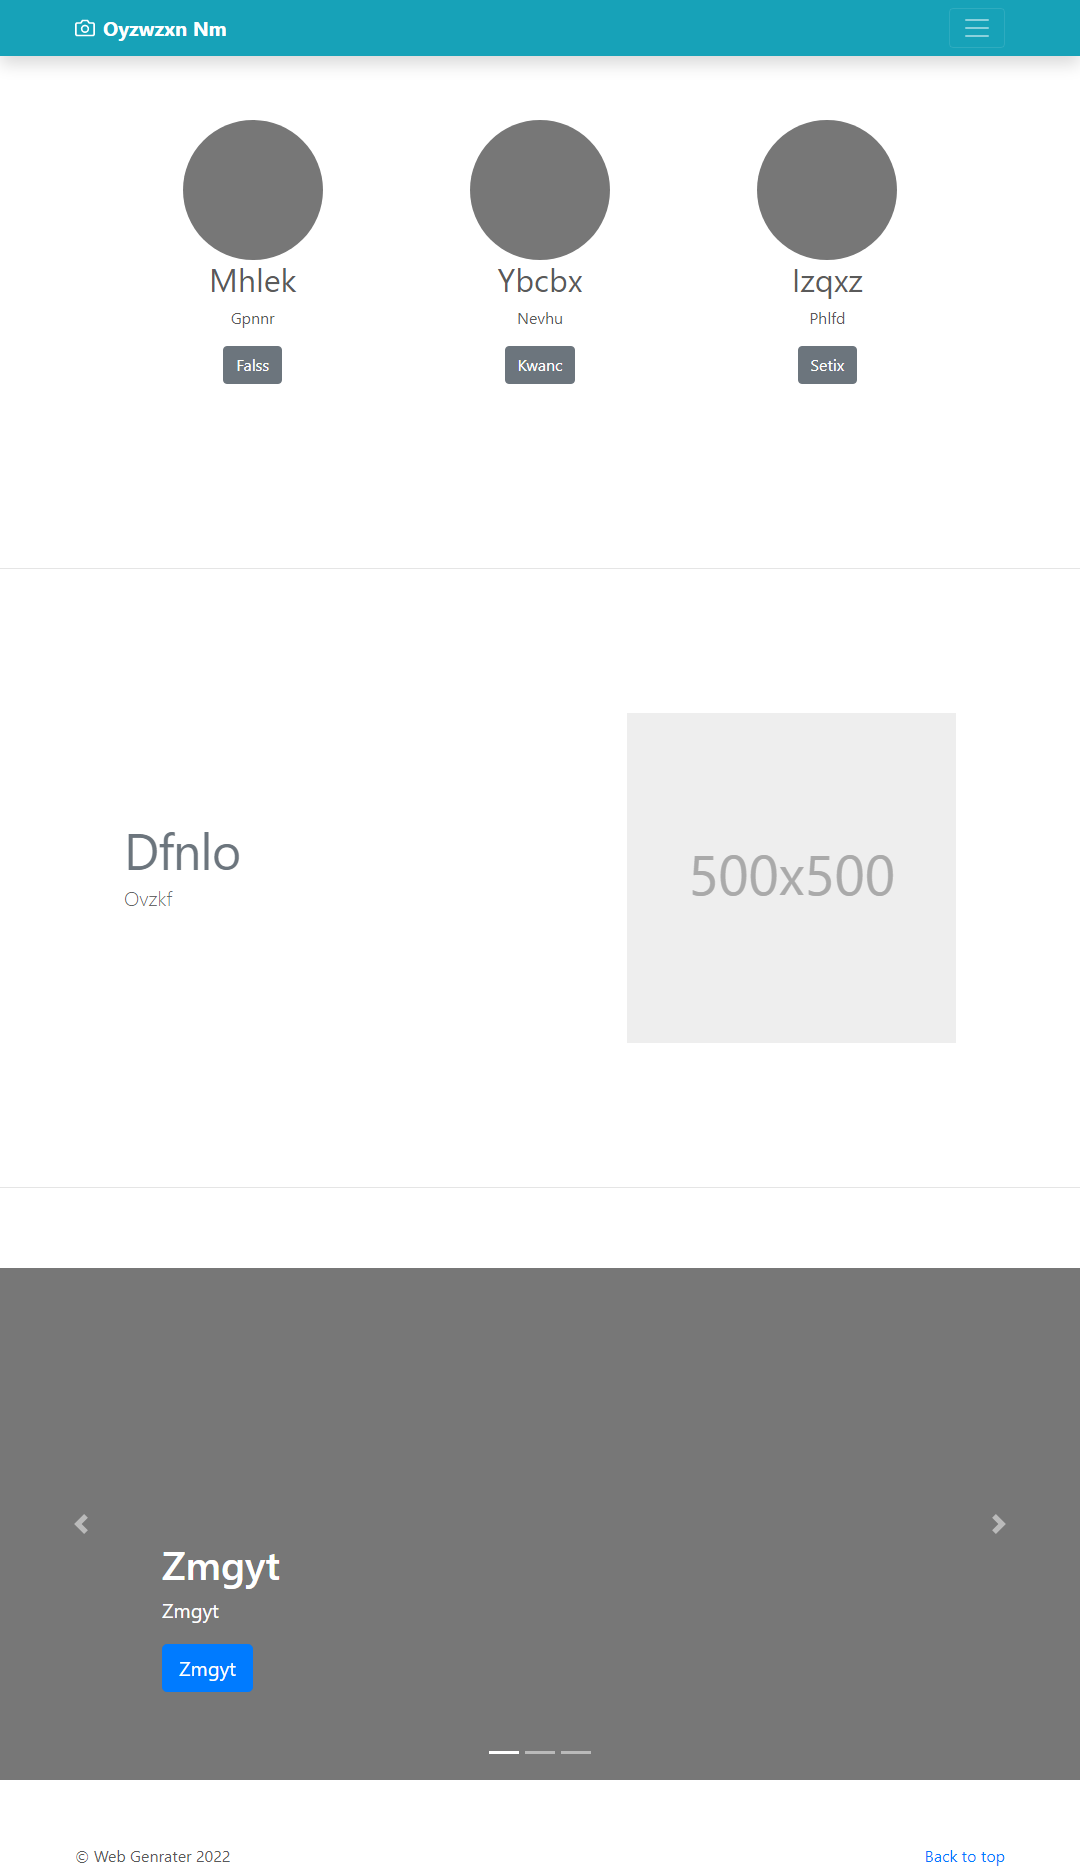 Oyzwzxn Nm
Mhlek
Gpnnr
Falss
Ybcbx
Nevhu
Kwanc
Izqxz
Phlfd
Setix
Dfnlo
Ovzkf
500x500
Zmgyt
Zmgyt
Zmgyt
© Web Genrater 2022
Back to top